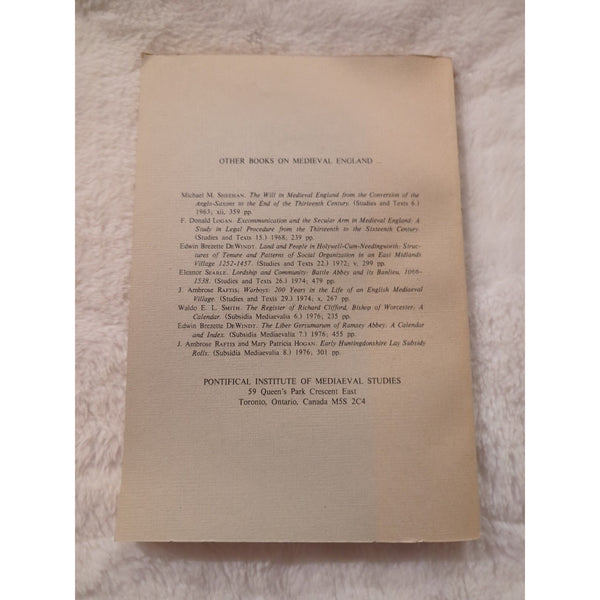 OTHER BOOKS ON MEDIEVAL ENGLAND ...
Michael M. SHEEHAN. The Will in Medieval England from the Conversion of the
Anglo-Saxons to the End of the Thirteenth Century. (Studies and Texts 6.)
1963; xii, 359 pp.
F. Donald LOGAN. Excommunication and the Secular Arm in Medieval England: A
Study in Legal Procedure from the Thirteenth to the Sixteenth Century.
(Studies and Texts 15.) 1968; 239 pp.
Edwin Brezette DEWINDT. Land and People in Holywell-Cum-Needingworth: Struc-
tures of Tenure and Patterns of Social Organization in an East Midlands
Village 1252-1457. (Studies and Texts 22.) 1972; v, 299 pp.
Eleanor SEARLE. Lordship and Community: Battle Abbey and its Banlieu, 1066-
1538. (Studies and Texts 26.) 1974; 479 pp.
J. Ambrose RAFTIS. Warboys: 200 Years in the Life of an English Mediaeval
Village. (Studies and Texts 29.) 1974; x, 267 pp.
Waldo E. L. SMITH. The Register of Richard Clifford, Bishop of Worcester: A
Calendar. (Subsidia Mediaevalia 6.) 1976; 235 pp.
Edwin Brezette DEWINDT. The Liber Gersumarum of Ramsey Abbey: A Calendar
and Index. (Subsidia Mediaevalia 7.) 1976; 455 pp.
J. Ambrose RAFTIS and Mary Patricia HOGAN. Early Huntingdonshire Lay Subsidy
Rolls. (Subsidia Mediaevalia 8.) 1976; 301 pp.
PONTIFICAL INSTITUTE OF MEDIAEVAL STUDIES
59 Queen's Park Crescent East
Toronto, Ontario, Canada M5S 2C4